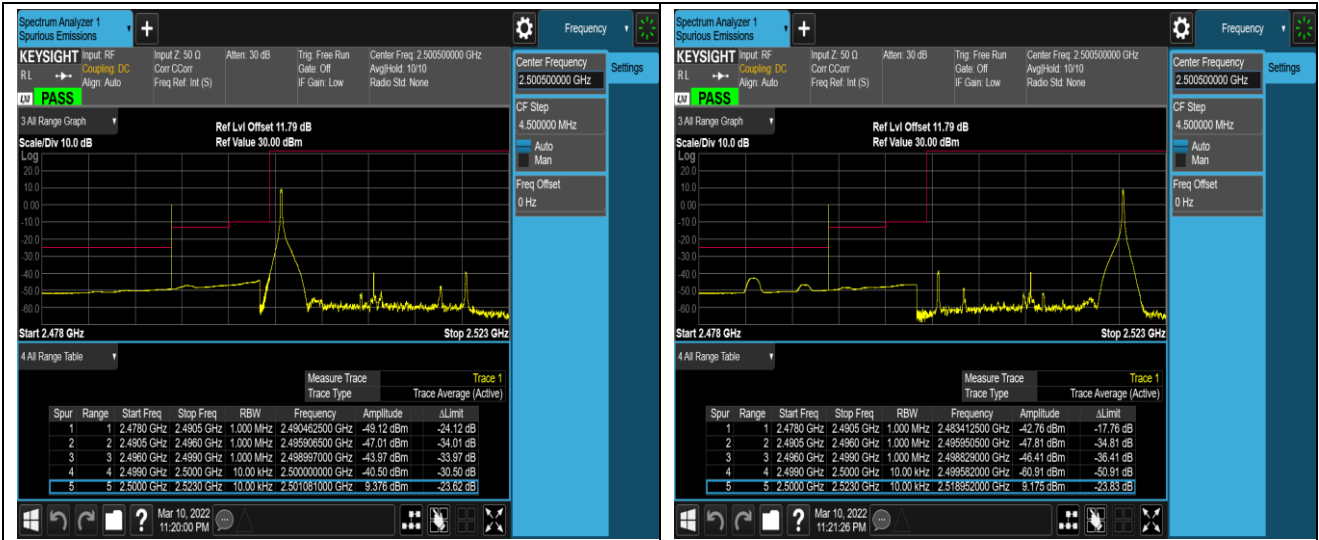 Spectrum Analyzer 1
Spurious Emissions
Frequency
KEYSIGHT Input: RF Input Z: 50 Ω Atten: 30 dB Trig: Free Run Center Freq: 2.500500000 GHz
Coupling: DC Corr CCorr Gate: Off Avg|Hold: 10/10
RL Align: Auto Freq Ref: Int (S) IF Gain: Low Radio Std: None
LXI PASS
Center Frequency
2.500500000 GHz
Settings
CF Step
4.500000 MHz
Auto
Man
Freq Offset
0 Hz
3 All Range Graph
Ref Lvl Offset 11.79 dB
Scale/Div 10.0 dB Ref Value 30.00 dBm
Log
20.0
10.0
0.00
-10.0
-20.0
-30.0
-40.0
-50.0
-60.0
Start 2.478 GHz Stop 2.523 GHz
4 All Range Table
Measure Trace Trace 1
Trace Type Trace Average (Active)
Spur Range Start Freq Stop Freq RBW Frequency Amplitude ΔLimit
1 1 2.4780 GHz 2.4905 GHz 1.000 MHz 2.490462500 GHz -49.12 dBm -24.12 dB
2 2 2.4905 GHz 2.4960 GHz 1.000 MHz 2.495906500 GHz -47.01 dBm -34.01 dB
3 3 2.4960 GHz 2.4990 GHz 1.000 MHz 2.498997000 GHz -43.97 dBm -33.97 dB
4 4 2.4990 GHz 2.5000 GHz 10.00 kHz 2.500000000 GHz -40.50 dBm -30.50 dB
5 5 2.5000 GHz 2.5230 GHz 10.00 kHz 2.501081000 GHz 9.376 dBm -23.62 dB
Mar 10, 2022
11:20:00 PM
Spectrum Analyzer 1
Spurious Emissions
Frequency
KEYSIGHT Input: RF Input Z: 50 Ω Atten: 30 dB Trig: Free Run Center Freq: 2.500500000 GHz
Coupling: DC Corr CCorr Gate: Off Avg|Hold: 10/10
RL Align: Auto Freq Ref: Int (S) IF Gain: Low Radio Std: None
LXI PASS
Center Frequency
2.500500000 GHz
Settings
CF Step
4.500000 MHz
Auto
Man
Freq Offset
0 Hz
3 All Range Graph
Ref Lvl Offset 11.79 dB
Scale/Div 10.0 dB Ref Value 30.00 dBm
Log
20.0
10.0
0.00
-10.0
-20.0
-30.0
-40.0
-50.0
-60.0
Start 2.478 GHz Stop 2.523 GHz
4 All Range Table
Measure Trace Trace 1
Trace Type Trace Average (Active)
Spur Range Start Freq Stop Freq RBW Frequency Amplitude ΔLimit
1 1 2.4780 GHz 2.4905 GHz 1.000 MHz 2.483412500 GHz -42.76 dBm -17.76 dB
2 2 2.4905 GHz 2.4960 GHz 1.000 MHz 2.495950500 GHz -47.81 dBm -34.81 dB
3 3 2.4960 GHz 2.4990 GHz 1.000 MHz 2.498829000 GHz -46.41 dBm -36.41 dB
4 4 2.4990 GHz 2.5000 GHz 10.00 kHz 2.499582000 GHz -60.91 dBm -50.91 dB
5 5 2.5000 GHz 2.5230 GHz 10.00 kHz 2.518952000 GHz 9.175 dBm -23.83 dB
Mar 10, 2022
11:21:26 PM